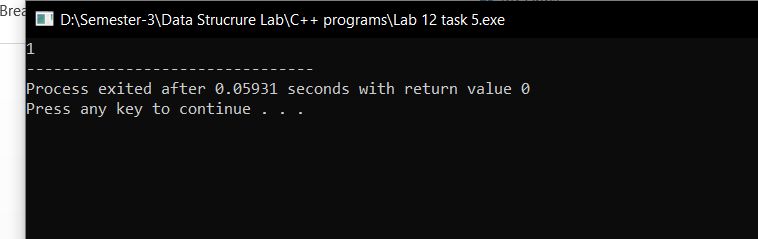 Brea
D:\Semester-3\Data Strucrure Lab\C++ programs\Lab 12 task 5.exe
1
--------------------------------
Process exited after 0.05931 seconds with return value 0
Press any key to continue . . .